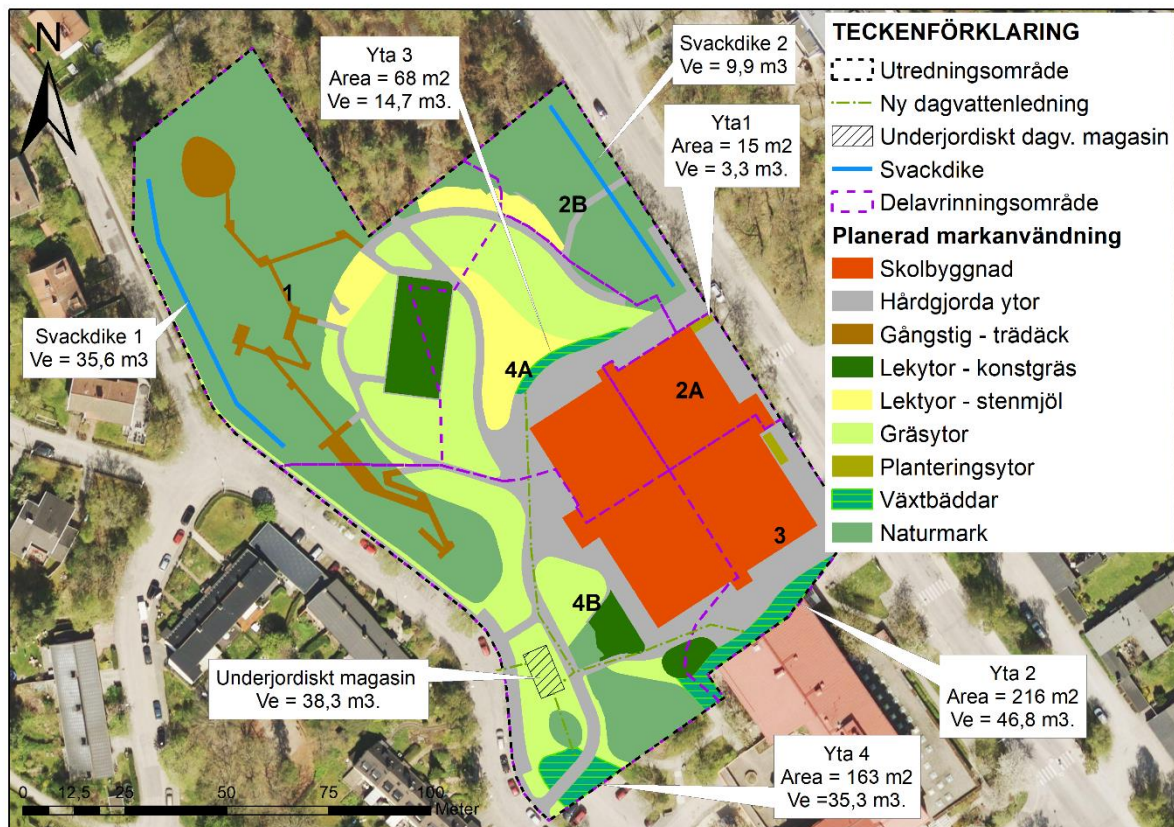 N
Yta 3
Area = 68 m2
Ve = 14,7 m3.
Svackdike 2
Ve = 9,9 m3
Yta1
Area = 15 m2
Ve = 3,3 m3.
TECKENFÖRKLARING
Utredningsområde
Ny dagvattenledning
Underjordiskt dagv. magasin
Svackdike
Delavrinningsområde
Planerad markanvändning
Skolbyggnad
Hårdgjorda ytor
Gångstig - trädäck
Lekytor - konstgräs
Lektyor - stenmjöl
Gräsytor
Planteringsytor
Växtbäddar
Naturmark
2B
1
Svackdike 1
Ve = 35,6 m3
4A
2A
3
4B
Underjordiskt magasin
Ve = 38,3 m3.
Yta 2
Area = 216 m2
Ve = 46,8 m3.
Yta 4
Area = 163 m2
Ve =35,3 m3.
0 12,5 25 50 75 100
Meter